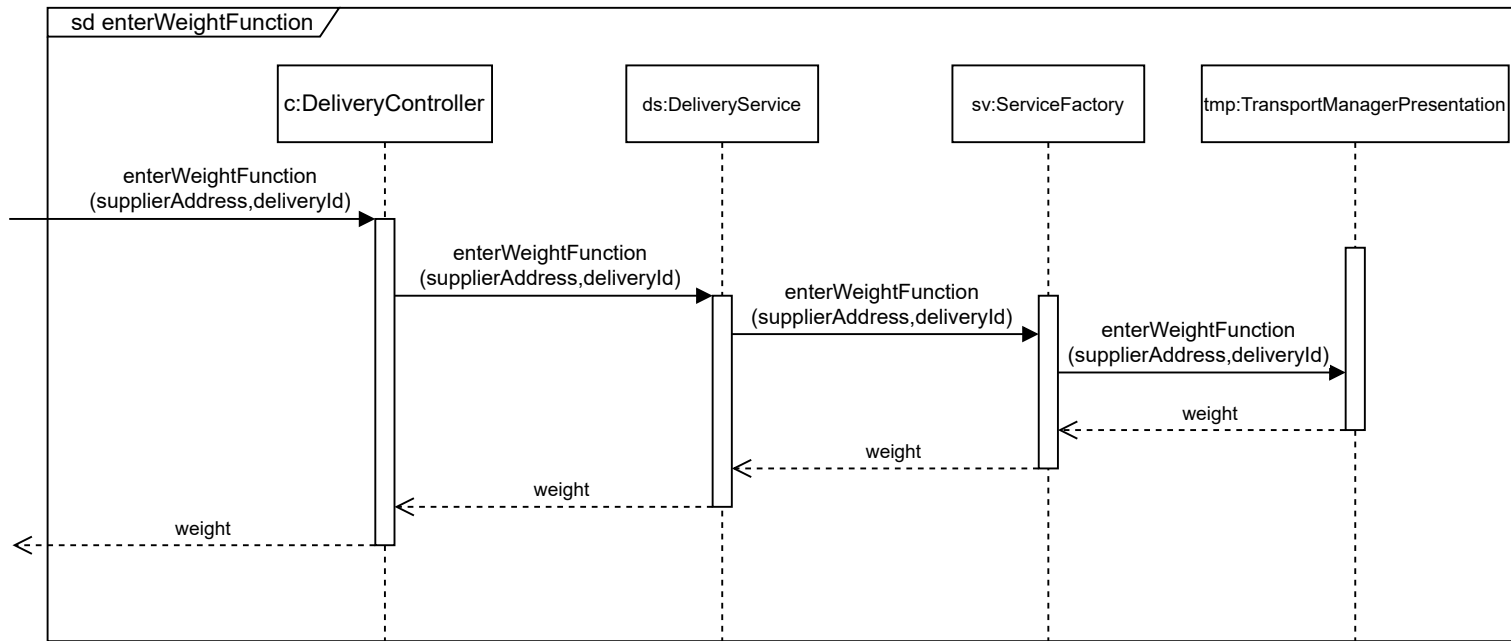 sd enterWeightFunction
c:DeliveryController
ds:DeliveryService
sv:ServiceFactory
tmp:TransportManagerPresentation
enterWeightFunction
(supplierAddress,deliveryId)
enterWeightFunction
(supplierAddress,deliveryId)
enterWeightFunction
(supplierAddress,deliveryId)
enterWeightFunction
(supplierAddress,deliveryId)
weight
weight
weight
weight